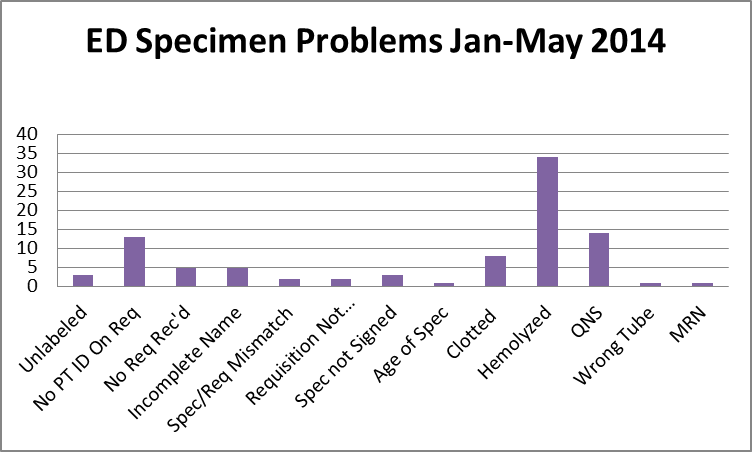 ED Specimen Problems Jan-May 2014
40
35
30
25
20
15
10
5
0
Unlabeled
No PT ID On Req
No Req Rec'd
Incomplete Name
Spec/Req Mismatch
Requisition Not...
Spec not Signed
Age of Spec
Clotted
Hemolyzed
QNS
Wrong Tube
MRN